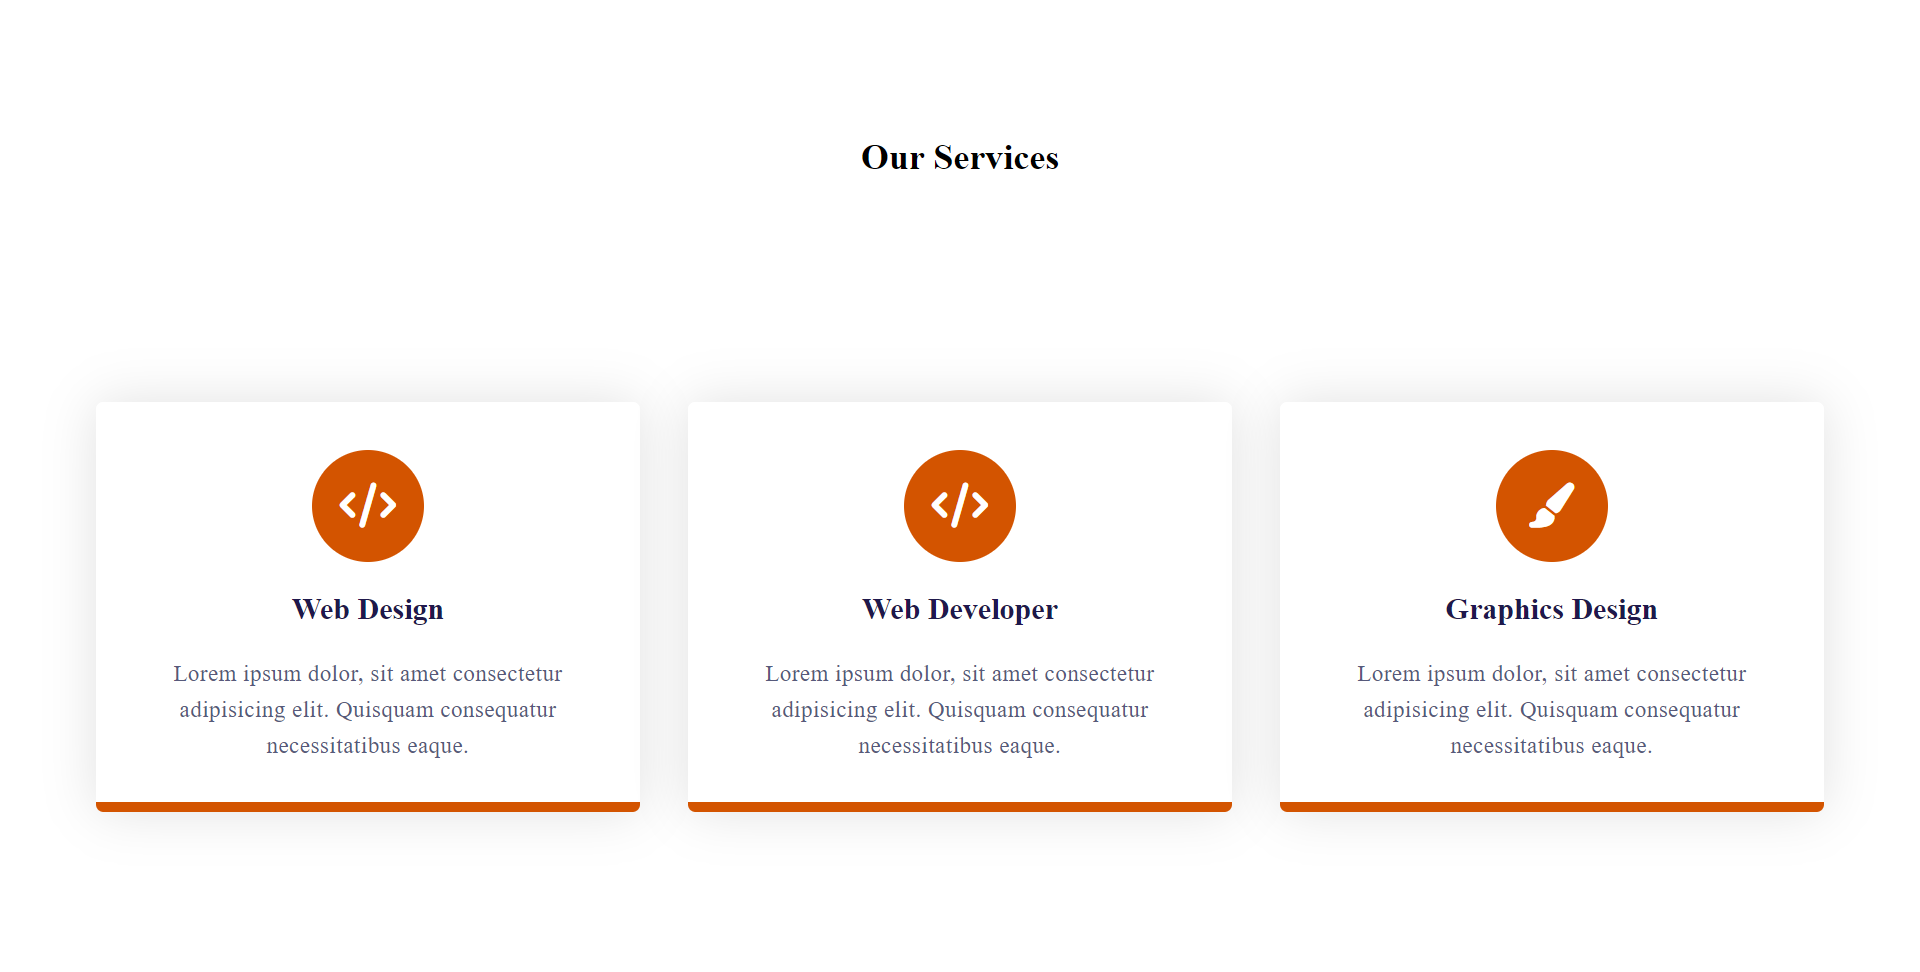 Our Services
Web Design
Lorem ipsum dolor, sit amet consectetur
adipisicing elit. Quisquam consequatur
necessitatibus eaque.
Web Developer
Lorem ipsum dolor, sit amet consectetur
adipisicing elit. Quisquam consequatur
necessitatibus eaque.
Graphics Design
Lorem ipsum dolor, sit amet consectetur
adipisicing elit. Quisquam consequatur
necessitatibus eaque.